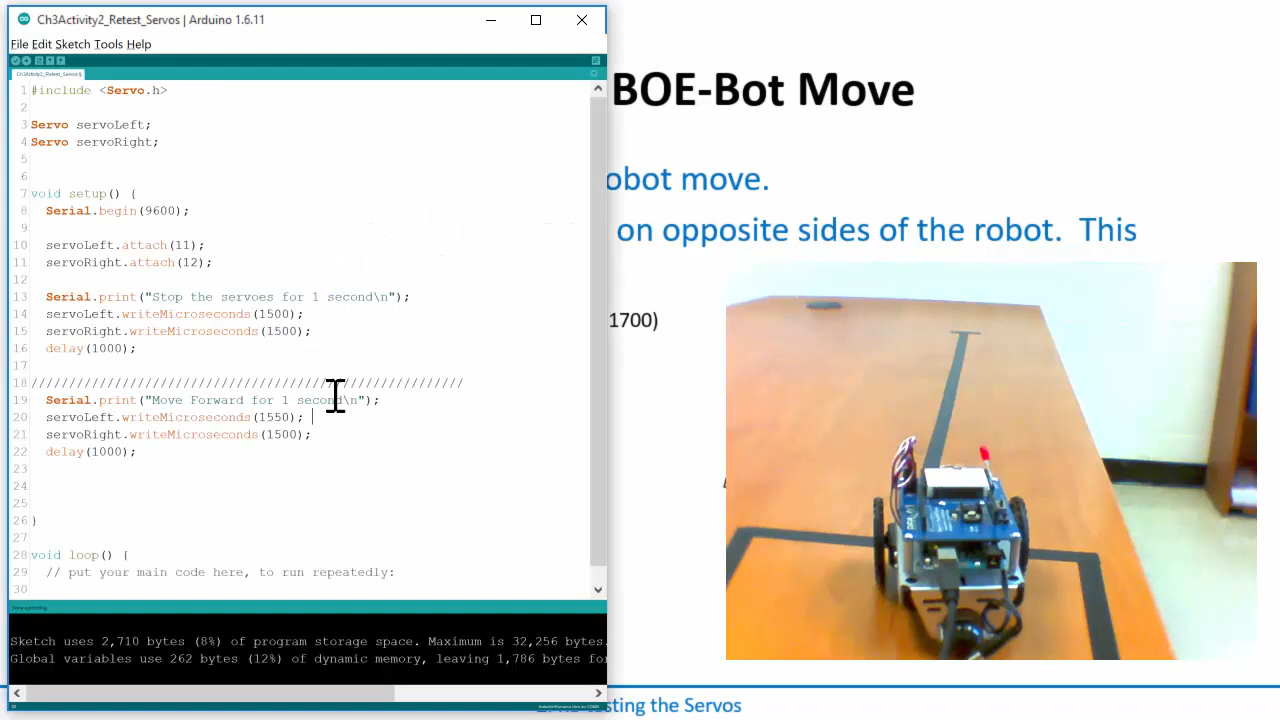 Ch3Activity2_Retest_Servos | Arduino 1.6.11
File Edit Sketch Tools Help
Ch3Activity2_Retest_Servos §
1 #include <Servo.h>
2
3 Servo servoLeft;
4 Servo servoRight;
5
6
7 void setup() {
8 Serial.begin(9600);
9
10 servoLeft.attach(11);
11 servoRight.attach(12);
12
13 Serial.print("Stop the servoes for 1 second\n");
14 servoLeft.writeMicroseconds(1500);
15 servoRight.writeMicroseconds(1500);
16 delay(1000);
17
18 /////////////////////////////////////////////////////////
19 Serial.print("Move Forward for 1 second\n");
20 servoLeft.writeMicroseconds(1550);
21 servoRight.writeMicroseconds(1500);
22 delay(1000);
23
24
25
26 }
27
28 void loop() {
29 // put your main code here, to run repeatedly:
30
Done uploading.
Sketch uses 2,710 bytes (8%) of program storage space. Maximum is 32,256 bytes.
Global variables use 262 bytes (12%) of dynamic memory, leaving 1,786 bytes for
BOE-Bot Move
obot move.
on opposite sides of the robot. This
1700)
sting the Servos